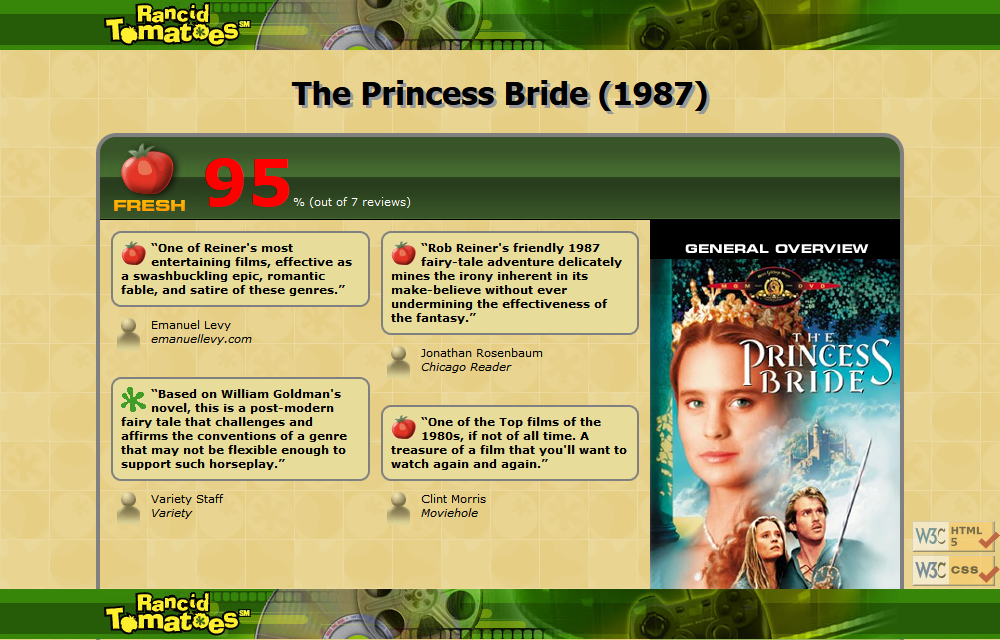 Rancid
TomatoesSM
The Princess Bride (1987)
FRESH
95% (out of 7 reviews)
“One of Reiner's most
entertaining films, effective as
a swashbuckling epic, romantic
fable, and satire of these genres.”
Emanuel Levy
emanuellevy.com
“Based on William Goldman's
novel, this is a post-modern
fairy tale that challenges and
affirms the conventions of a genre
that may not be flexible enough to
support such horseplay.”
Variety Staff
Variety
“Rob Reiner's friendly 1987
fairy-tale adventure delicately
mines the irony inherent in its
make-believe without ever
undermining the effectiveness of
the fantasy.”
Jonathan Rosenbaum
Chicago Reader
“One of the Top films of the
1980s, if not of all time. A
treasure of a film that you'll want to
watch again and again.”
Clint Morris
Moviehole
GENERAL OVERVIEW
MGM DVD
THE
PRINCESS
BRIDE
W3C HTML
5
W3C CSS
Rancid
TomatoesSM